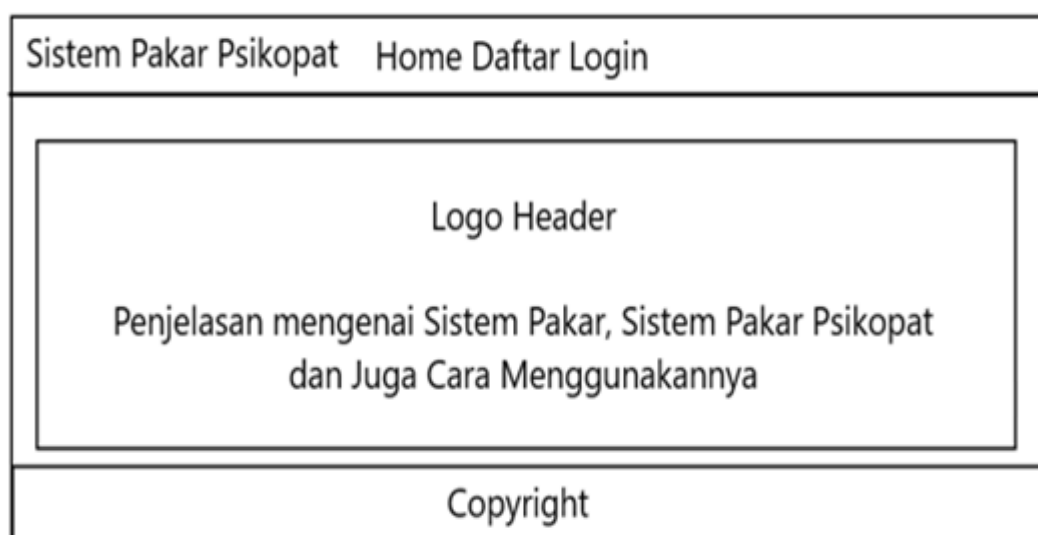 Sistem Pakar Psikopat Home Daftar Login
Logo Header
Penjelasan mengenai Sistem Pakar, Sistem Pakar Psikopat
dan Juga Cara Menggunakannya
Copyright